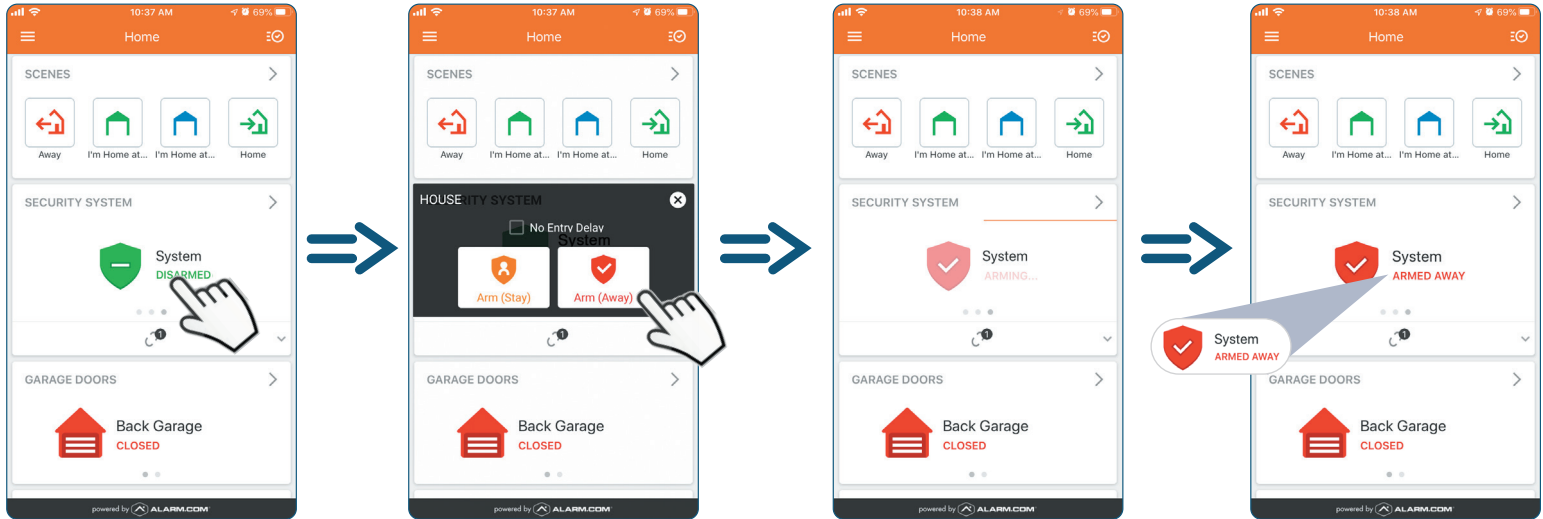 10:37 AM 69%
Home
SCENES
Away I'm Home at... I'm Home at... Home
SECURITY SYSTEM
System
DISARMED
1
GARAGE DOORS
Back Garage
CLOSED
powered by ALARM.COM
10:37 AM 69%
Home
SCENES
Away I'm Home at... I'm Home at... Home
HOUSE
SECURITY SYSTEM
No Entry Delay
System
Arm (Stay) Arm (Away)
1
GARAGE DOORS
Back Garage
CLOSED
powered by ALARM.COM
10:38 AM 69%
Home
SCENES
Away I'm Home at... I'm Home at... Home
SECURITY SYSTEM
System
ARMING...
1
GARAGE DOORS
Back Garage
CLOSED
powered by ALARM.COM
10:38 AM 69%
Home
SCENES
Away I'm Home at... I'm Home at... Home
SECURITY SYSTEM
System
ARMED AWAY
1
System
ARMED AWAY
GARAGE DOORS
Back Garage
CLOSED
powered by ALARM.COM